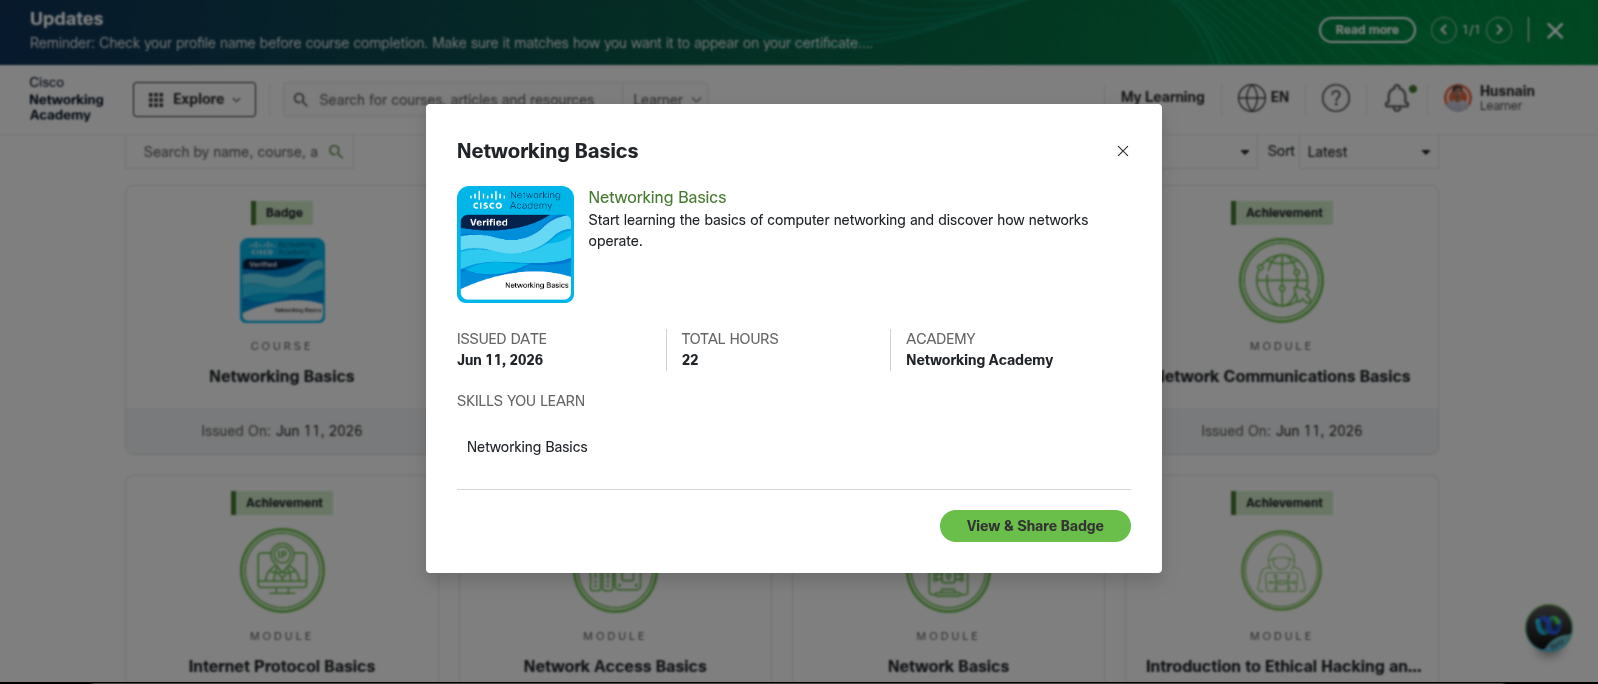 Updates
Reminder: Check your profile name before course completion. Make sure it matches how you want it to appear on your certificate....
Read more
1/1
Cisco
Networking
Academy
Explore
Search for courses, articles and resources
Learner
My Learning
EN
Husnain
Learner
Search by name, course, a
Sort
Latest
Networking Basics
Networking
Academy
CISCO
Verified
Networking Basics
Networking Basics
Start learning the basics of computer networking and discover how networks
operate.
ISSUED DATE
Jun 11, 2026
TOTAL HOURS
22
ACADEMY
Networking Academy
SKILLS YOU LEARN
Networking Basics
View & Share Badge
Badge
Verified
Networking Basics
COURSE
Networking Basics
Issued On: Jun 11, 2026
Achievement
MODULE
etwork Communications Basics
Issued On: Jun 11, 2026
Achievement
IP
MODULE
Internet Protocol Basics
MODULE
Network Access Basics
MODULE
Network Basics
Achievement
MODULE
Introduction to Ethical Hacking an...